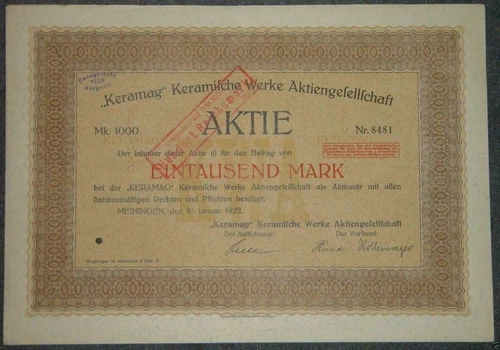 „Keramag“ Keramische Werke Aktiengesellschaft
Mk. 1000 AKTIE Nr. 8481
Der Inhaber dieser Aktie ist für den Betrag von
EINTAUSEND MARK
bei der „KERAMAG“ Keramische Werke Aktiengesellschaft als Aktionär mit allen
statutenmäßigen Rechten und Pflichten beteiligt.
MEININGEN, den 10. Januar 1922.
„Keramag“ Keramische Werke Aktiengesellschaft
Der Aufsichtsrat: Der Vorstand: